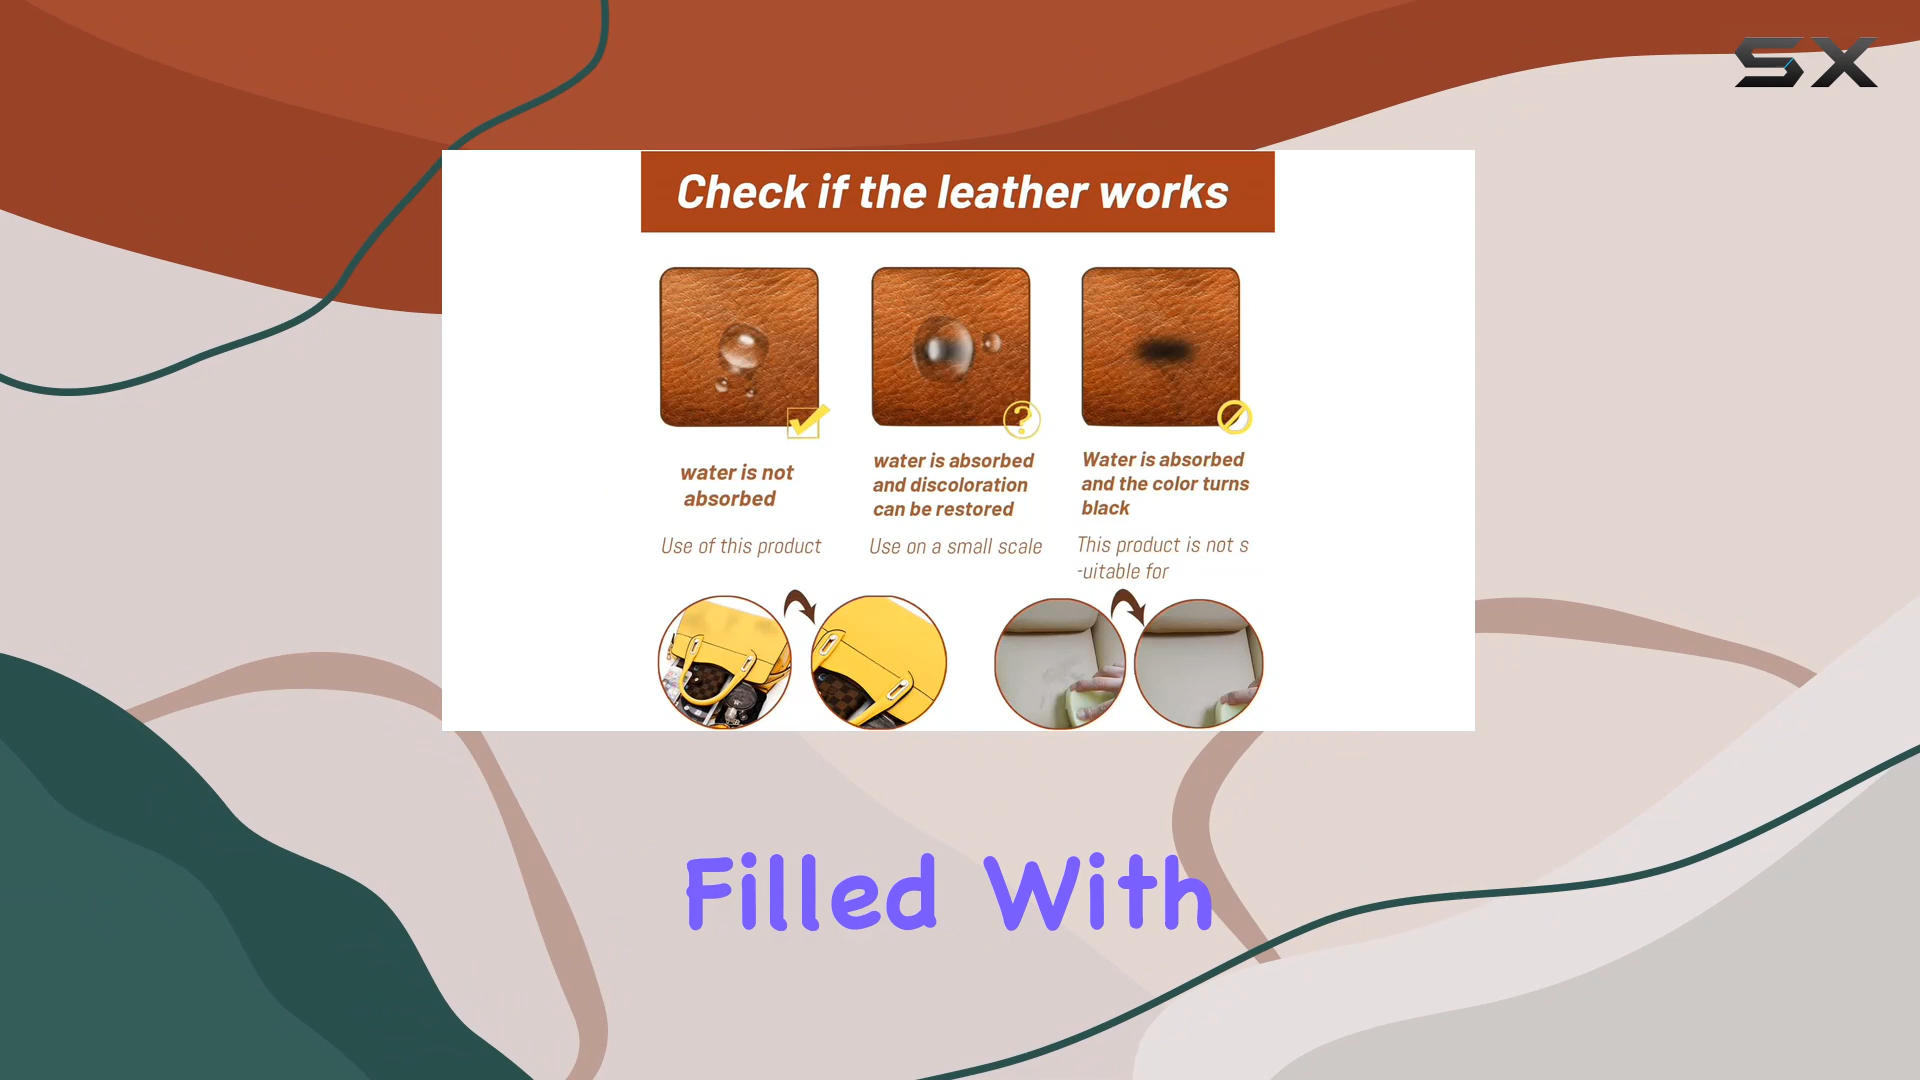 SX
Check if the leather works
water is not
absorbed
Use of this product
water is absorbed
and discoloration
can be restored
Use on a small scale
Water is absorbed
and the color turns
black
This product is not s
-uitable for
Filled With